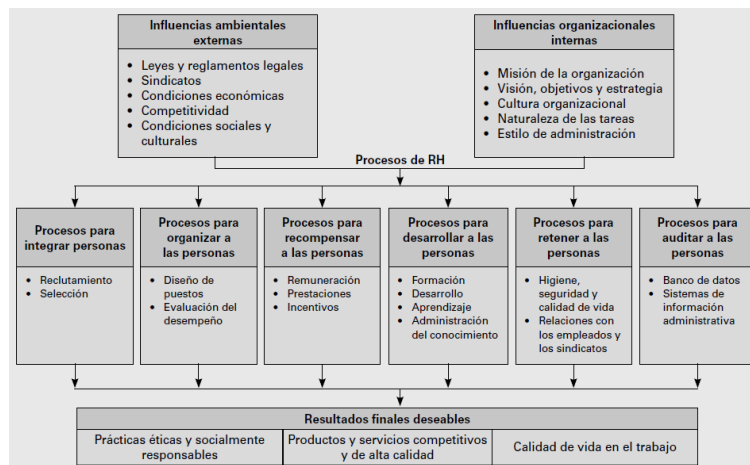 Influencias ambientales
externas
• Leyes y reglamentos legales
• Sindicatos
• Condiciones económicas
• Competitividad
• Condiciones sociales y
culturales
Influencias organizacionales
internas
• Misión de la organización
• Visión, objetivos y estrategia
• Cultura organizacional
• Naturaleza de las tareas
• Estilo de administración
Procesos de RH
Procesos para
integrar personas
• Reclutamiento
• Selección
Procesos para
organizar a
las personas
• Diseño de
puestos
• Evaluación del
desempeño
Procesos para
recompensar
a las personas
• Remuneración
• Prestaciones
• Incentivos
Procesos para
desarrollar a las
personas
• Formación
• Desarrollo
• Aprendizaje
• Administración
del conocimiento
Procesos para
retener a las
personas
• Higiene,
seguridad y
calidad de vida
• Relaciones con
los empleados y
los sindicatos
Procesos para
auditar a las
personas
• Banco de datos
• Sistemas de
información
administrativa
Resultados finales deseables
Prácticas éticas y socialmente
responsables
Productos y servicios competitivos
y de alta calidad
Calidad de vida en el trabajo